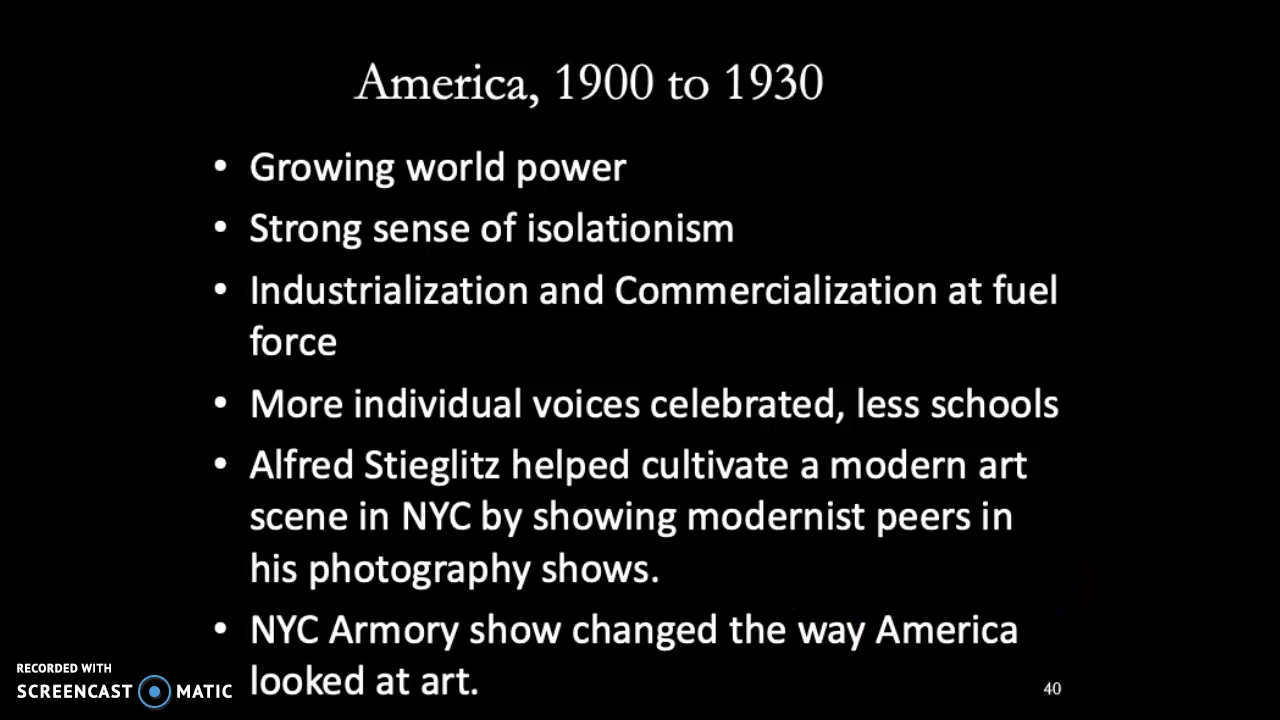 America, 1900 to 1930
• Growing world power
• Strong sense of isolationism
• Industrialization and Commercialization at fuel
force
• More individual voices celebrated, less schools
• Alfred Stieglitz helped cultivate a modern art
scene in NYC by showing modernist peers in
his photography shows.
• NYC Armory show changed the way America
looked at art.
RECORDED WITH
SCREENCAST MATIC
40